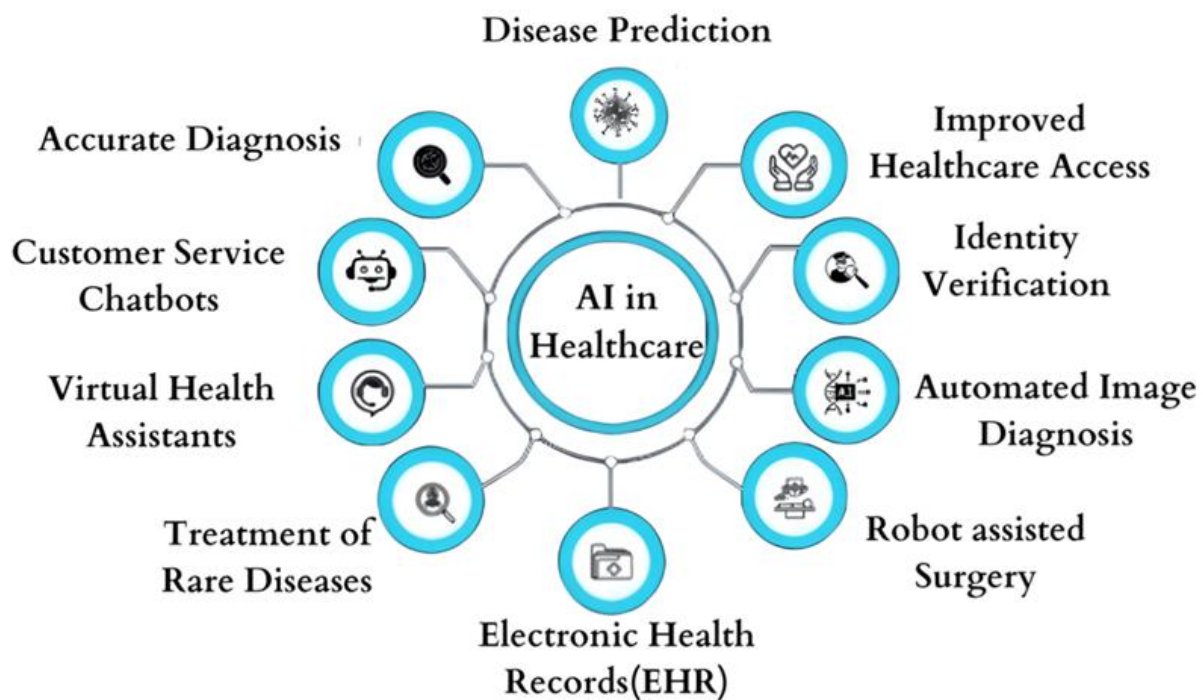 Disease Prediction
Accurate Diagnosis
Improved
Healthcare Access
Customer Service
Chatbots
Identity
Verification
AI in
Healthcare
Virtual Health
Assistants
Automated Image
Diagnosis
Treatment of
Rare Diseases
Robot assisted
Surgery
Electronic Health
Records(EHR)